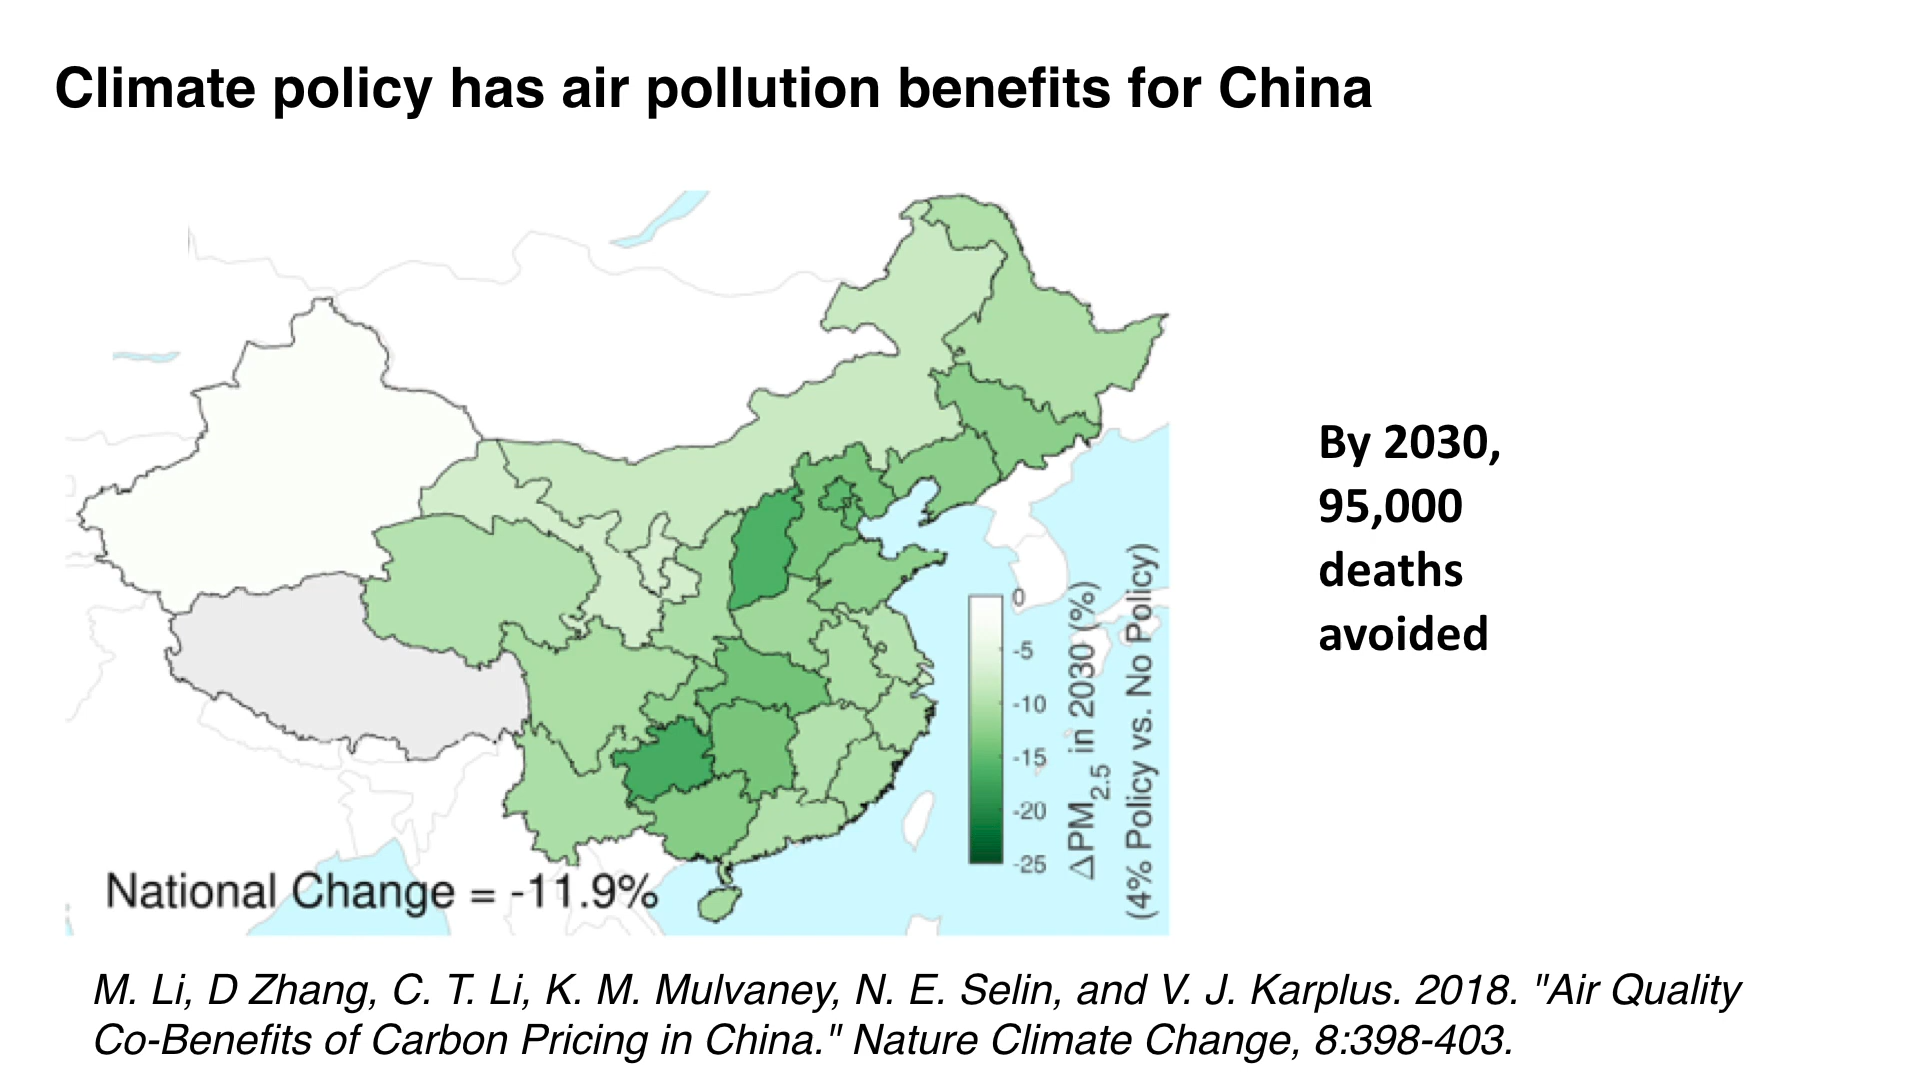 Climate policy has air pollution benefits for China
By 2030,
95,000
deaths
avoided
0
-5
-10
-15
-20
-25
△PM2.5 in 2030 (%)
(4% Policy vs. No Policy)
National Change = -11.9%
M. Li, D Zhang, C. T. Li, K. M. Mulvaney, N. E. Selin, and V. J. Karplus. 2018. "Air Quality
Co-Benefits of Carbon Pricing in China." Nature Climate Change, 8:398-403.